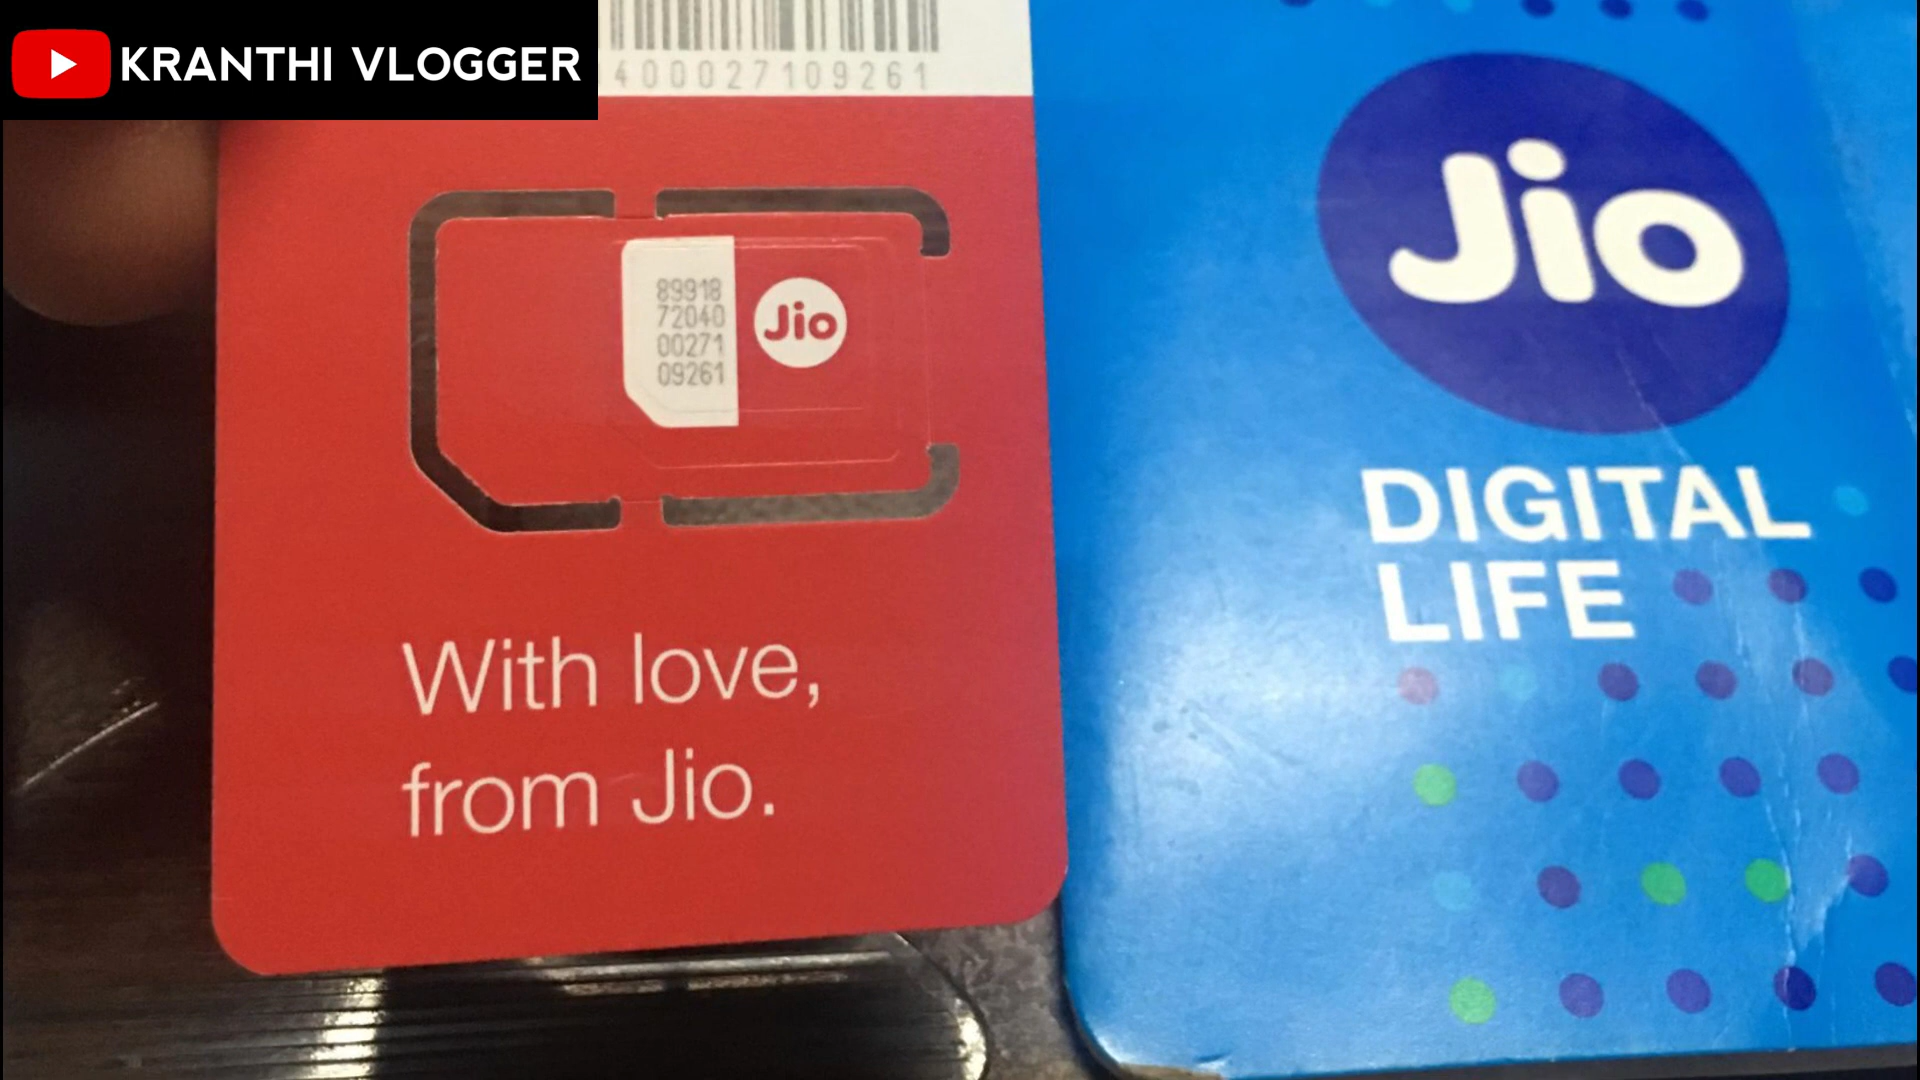 KRANTHI VLOGGER
400027109261
89918
72040
00271
09261
Jio
With love,
from Jio.
Jio
DIGITAL
LIFE